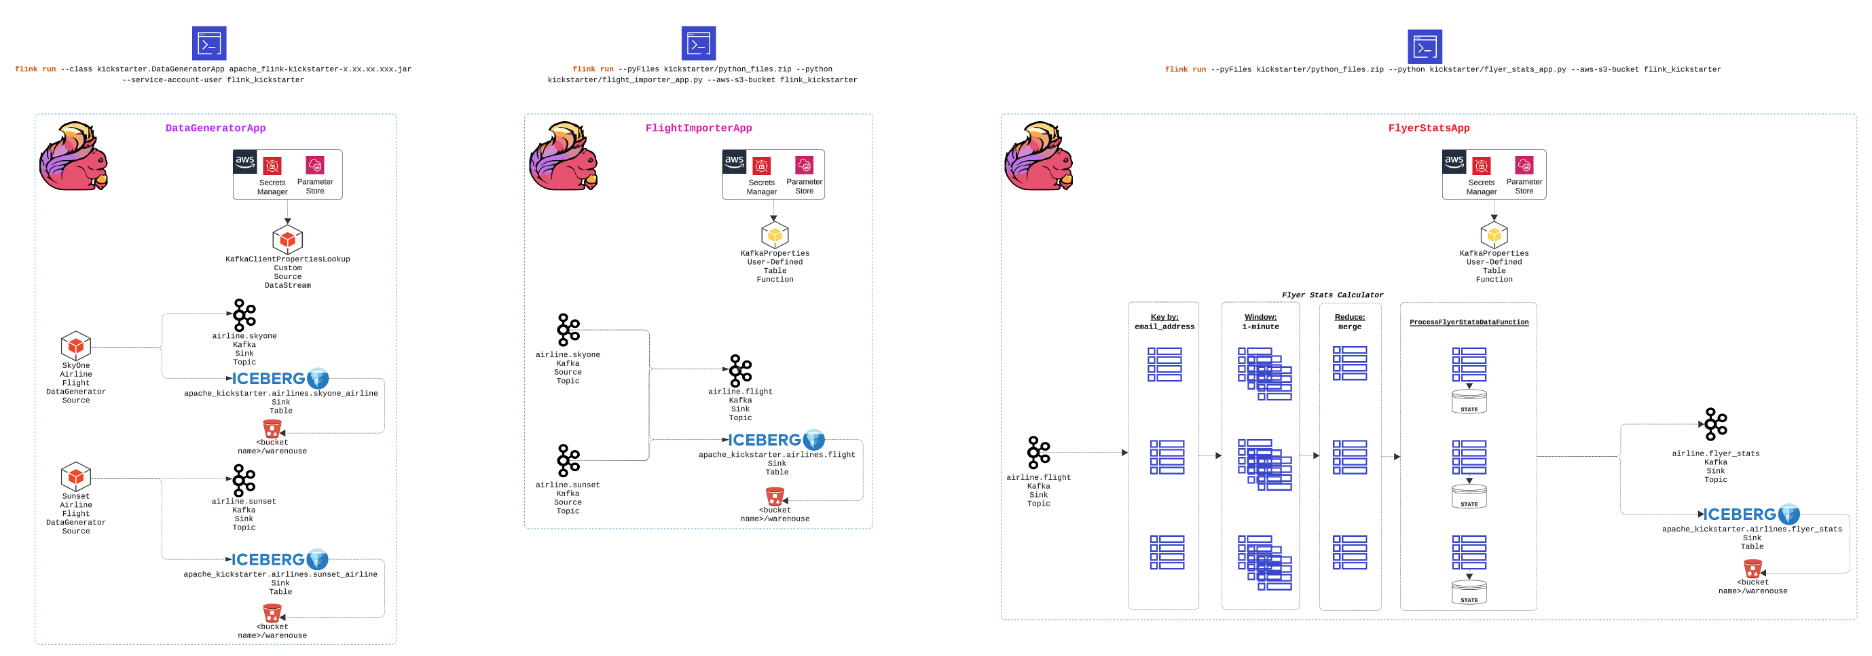 flink run --class kickstarter.DataGeneratorApp apache_flink-kickstarter-x.xx.xx.xxx.jar
--service-account-user flink_kickstarter
DataGeneratorApp
aws
Secrets
Manager
Parameter
Store
KafkaClientPropertiesLookup
Custom
Source
DataStream
SkyOne
Airline
Flight
DataGenerator
Source
airline.skyone
Kafka
Sink
Topic
ICEBERG
apache_kickstarter.airlines.skyone_airline
Sink
Table
<bucket
name>/warenouse
Sunset
Airline
Flight
DataGenerator
Source
airline.sunset
Kafka
Sink
Topic
ICEBERG
apache_kickstarter.airlines.sunset_airline
Sink
Table
<bucket
name>/warenouse
flink run --pyFiles kickstarter/python_files.zip --python
kickstarter/flight_importer_app.py --aws-s3-bucket flink_kickstarter
FlightImporterApp
aws
Secrets
Manager
Parameter
Store
KafkaProperties
User-Defined
Table
Function
airline.skyone
Kafka
Source
Topic
airline.sunset
Kafka
Source
Topic
airline.flight
Kafka
Sink
Topic
ICEBERG
apache_kickstarter.airlines.flight
Sink
Table
<bucket
name>/warenouse
flink run --pyFiles kickstarter/python_files.zip --python kickstarter/flyer_stats_app.py --aws-s3-bucket flink_kickstarter
FlyerStatsApp
aws
Secrets
Manager
Parameter
Store
KafkaProperties
User-Defined
Table
Function
Flyer Stats Calculator
airline.flight
Kafka
Sink
Topic
Key by:
email_address
Window:
1-minute
Reduce:
merge
ProcessFlyerStatsDataFunction
STATE
STATE
STATE
airline.flyer_stats
Kafka
Sink
Topic
ICEBERG
apache_kickstarter.airlines.flyer_stats
Sink
Table
<bucket
name>/warenouse